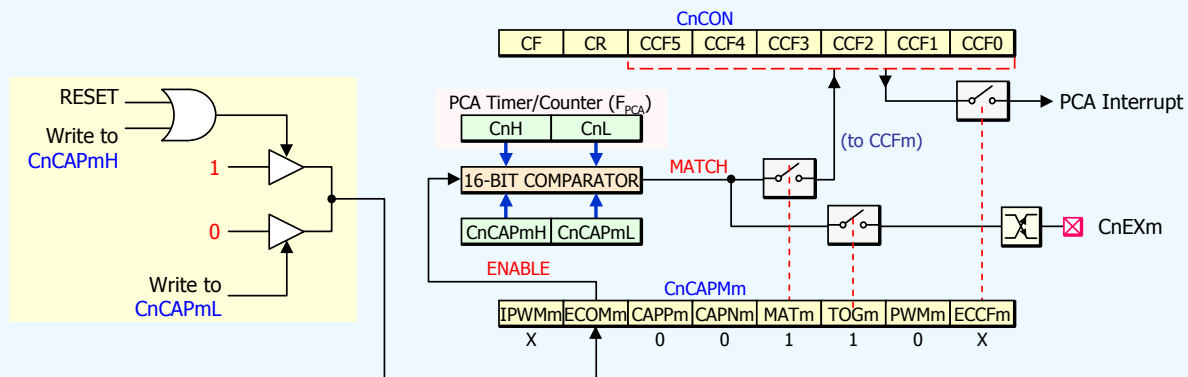 CnCON
CF CR CCF5 CCF4 CCF3 CCF2 CCF1 CCF0
RESET
Write to
CnCAPmH
1
0
Write to
CnCAPmL
PCA Timer/Counter (FPCA)
CnH CnL
16-BIT COMPARATOR
CnCAPmH CnCAPmL
MATCH
(to CCFm)
PCA Interrupt
CnEXm
ENABLE
CnCAPMm
IPWMm ECOMm CAPPm CAPNm MATm TOGm PWMm ECCFm
X 0 0 1 1 0 X